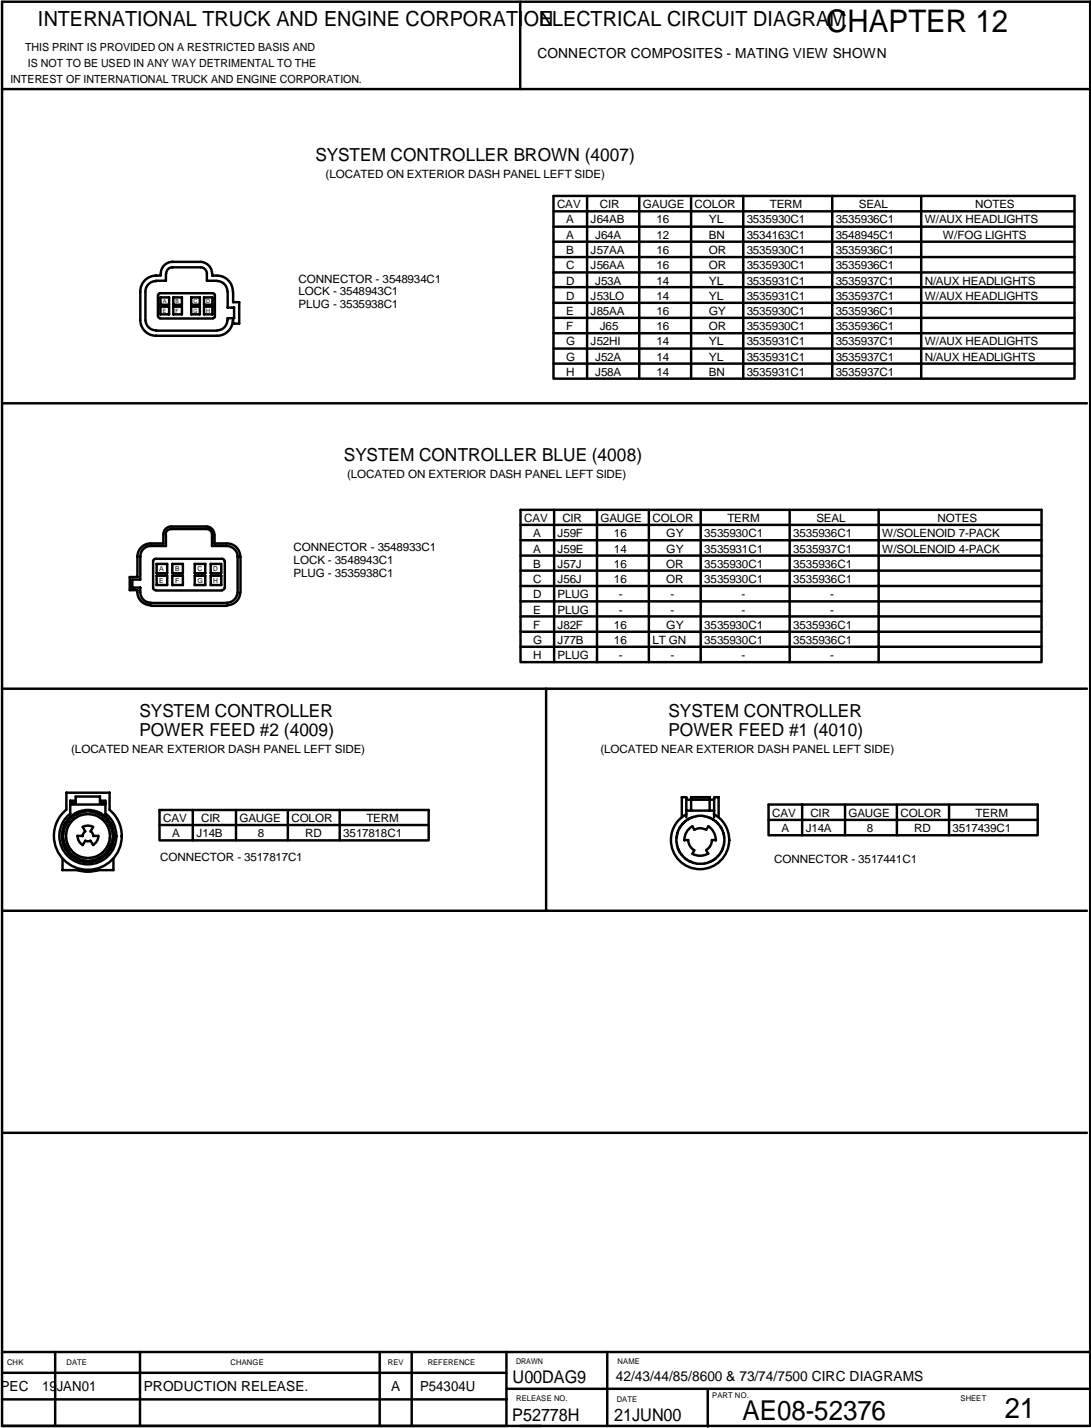 INTERNATIONAL TRUCK AND ENGINE CORPORATION
THIS PRINT IS PROVIDED ON A RESTRICTED BASIS AND
IS NOT TO BE USED IN ANY WAY DETRIMENTAL TO THE
INTEREST OF INTERNATIONAL TRUCK AND ENGINE CORPORATION.
ELECTRICAL CIRCUIT DIAGRAM
CHAPTER 12
CONNECTOR COMPOSITES - MATING VIEW SHOWN
SYSTEM CONTROLLER BROWN (4007)
(LOCATED ON EXTERIOR DASH PANEL LEFT SIDE)
A B C D
E F G H
CONNECTOR - 3548934C1
LOCK - 3548943C1
PLUG - 3535938C1
CAV CIR GAUGE COLOR TERM SEAL NOTES
A J64AB 16 YL 3535930C1 3535936C1 W/AUX HEADLIGHTS
A J64A 12 BN 3534163C1 3548945C1 W/FOG LIGHTS
B J57AA 16 OR 3535930C1 3535936C1
C J56AA 16 OR 3535930C1 3535936C1
D J53A 14 YL 3535931C1 3535937C1 N/AUX HEADLIGHTS
D J53LO 14 YL 3535931C1 3535937C1 W/AUX HEADLIGHTS
E J85AA 16 GY 3535930C1 3535936C1
F J65 16 OR 3535930C1 3535936C1
G J52HI 14 YL 3535931C1 3535937C1 W/AUX HEADLIGHTS
G J52A 14 YL 3535931C1 3535937C1 N/AUX HEADLIGHTS
H J58A 14 BN 3535931C1 3535937C1
SYSTEM CONTROLLER BLUE (4008)
(LOCATED ON EXTERIOR DASH PANEL LEFT SIDE)
A B C D
E F G H
CONNECTOR - 3548933C1
LOCK - 3548943C1
PLUG - 3535938C1
CAV CIR GAUGE COLOR TERM SEAL NOTES
A J59F 16 GY 3535930C1 3535936C1 W/SOLENOID 7-PACK
A J59E 14 GY 3535931C1 3535937C1 W/SOLENOID 4-PACK
B J57J 16 OR 3535930C1 3535936C1
C J56J 16 OR 3535930C1 3535936C1
D PLUG - - - -
E PLUG - - - -
F J82F 16 GY 3535930C1 3535936C1
G J77B 16 LT GN 3535930C1 3535936C1
H PLUG - - - -
SYSTEM CONTROLLER
POWER FEED #2 (4009)
(LOCATED NEAR EXTERIOR DASH PANEL LEFT SIDE)
CAV CIR GAUGE COLOR TERM
A J14B 8 RD 3517818C1
CONNECTOR - 3517817C1
SYSTEM CONTROLLER
POWER FEED #1 (4010)
(LOCATED NEAR EXTERIOR DASH PANEL LEFT SIDE)
CAV CIR GAUGE COLOR TERM
A J14A 8 RD 3517439C1
CONNECTOR - 3517441C1
CHK DATE CHANGE REV REFERENCE
PEC 19JAN01 PRODUCTION RELEASE. A P54304U
DRAWN
U00DAG9
NAME
42/43/44/85/8600 & 73/74/7500 CIRC DIAGRAMS
RELEASE NO.
P52778H
DATE
21JUN00
PART NO.
AE08-52376
SHEET 21